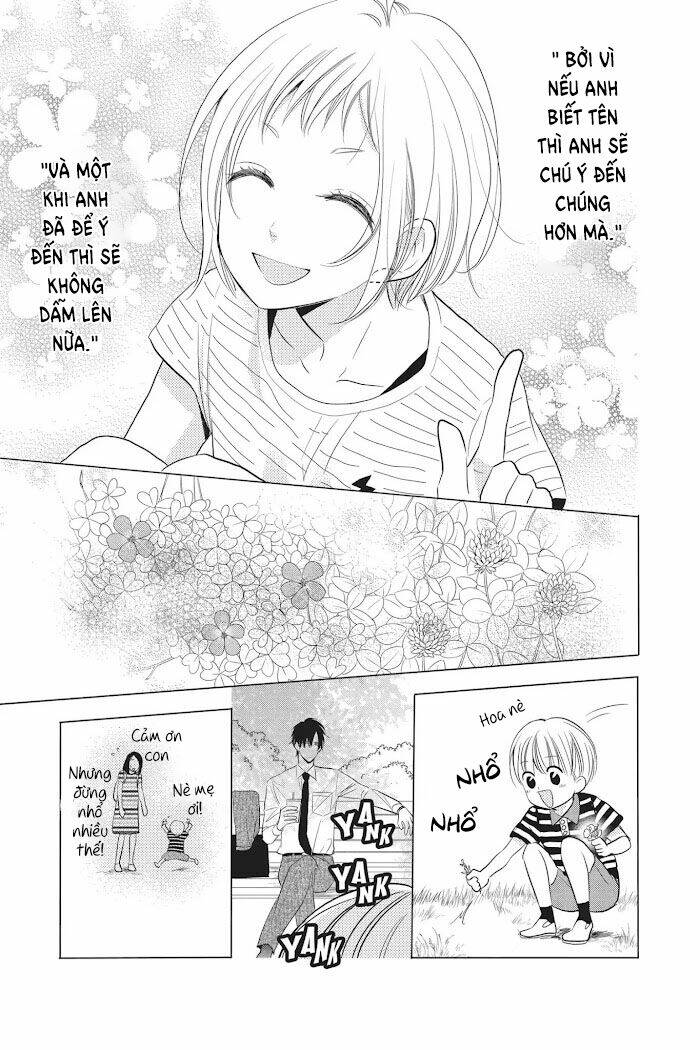 " BỞI VÌ
NẾU ANH
BIẾT TÊN
THÌ ANH SẼ
CHÚ Ý ĐẾN
CHÚNG
HƠN MÀ."
"VÀ MỘT
KHI ANH
ĐÃ ĐỂ Ý
ĐẾN THÌ SẼ
KHÔNG
DẪM LÊN
NỮA."
Hoa nè
NHỔ
NHỔ
YANK
YANK
YANK
Cảm ơn
con
Nè mẹ
ơi!
Nhưng
đừng
nhổ
nhiều
thế!